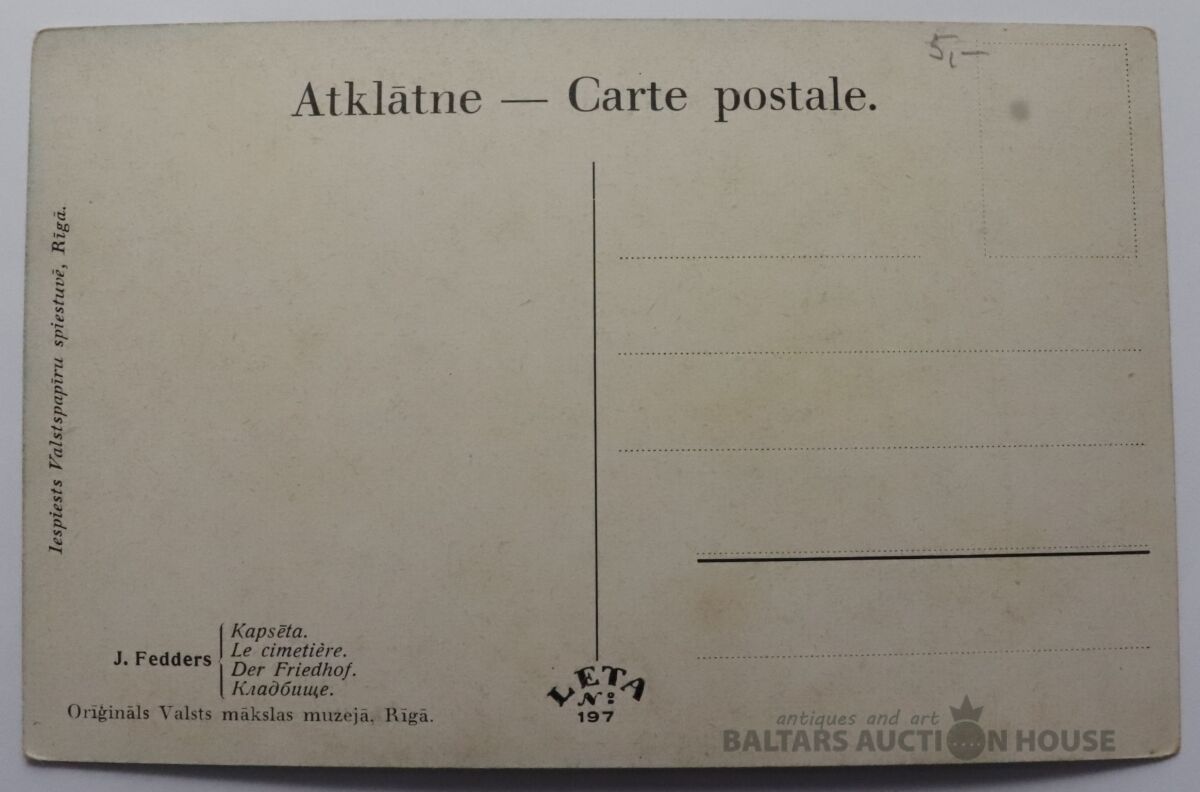 5,—
Atklātne — Carte postale.
Iespiests Valstspapīru spiestuvē, Rīgā.
J. Fedders
Kapsēta.
Le cimetière.
Der Friedhof.
Кладбище.
Orīģināls Valsts mākslas muzejā, Rīgā.
LETA
№
197
antiques and art
BALTARS AUCTION HOUSE